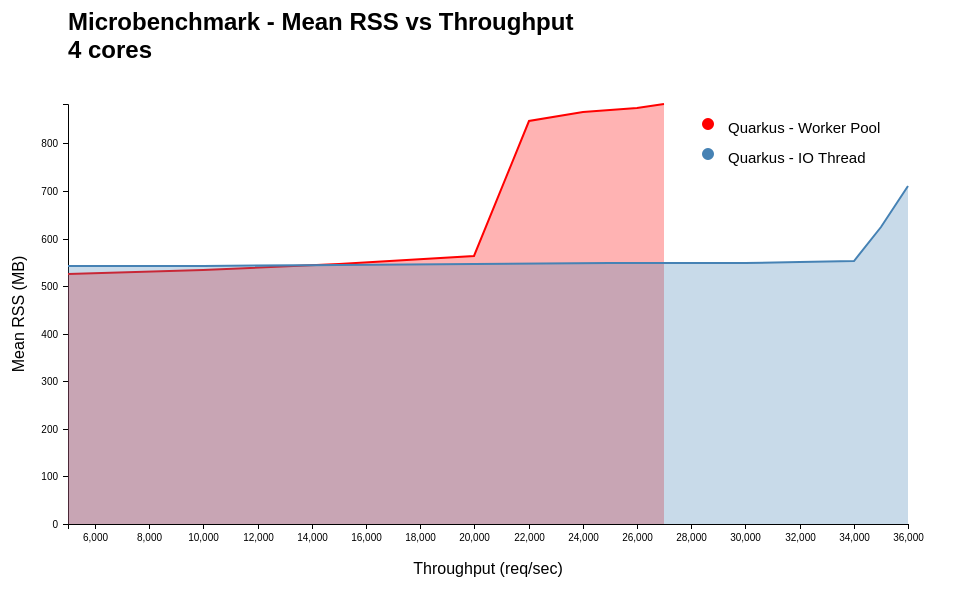 Microbenchmark - Mean RSS vs Throughput
4 cores
Quarkus - Worker Pool
Quarkus - IO Thread
Mean RSS (MB)
800
700
600
500
400
300
200
100
0
6,000 8,000 10,000 12,000 14,000 16,000 18,000 20,000 22,000 24,000 26,000 28,000 30,000 32,000 34,000 36,000
Throughput (req/sec)